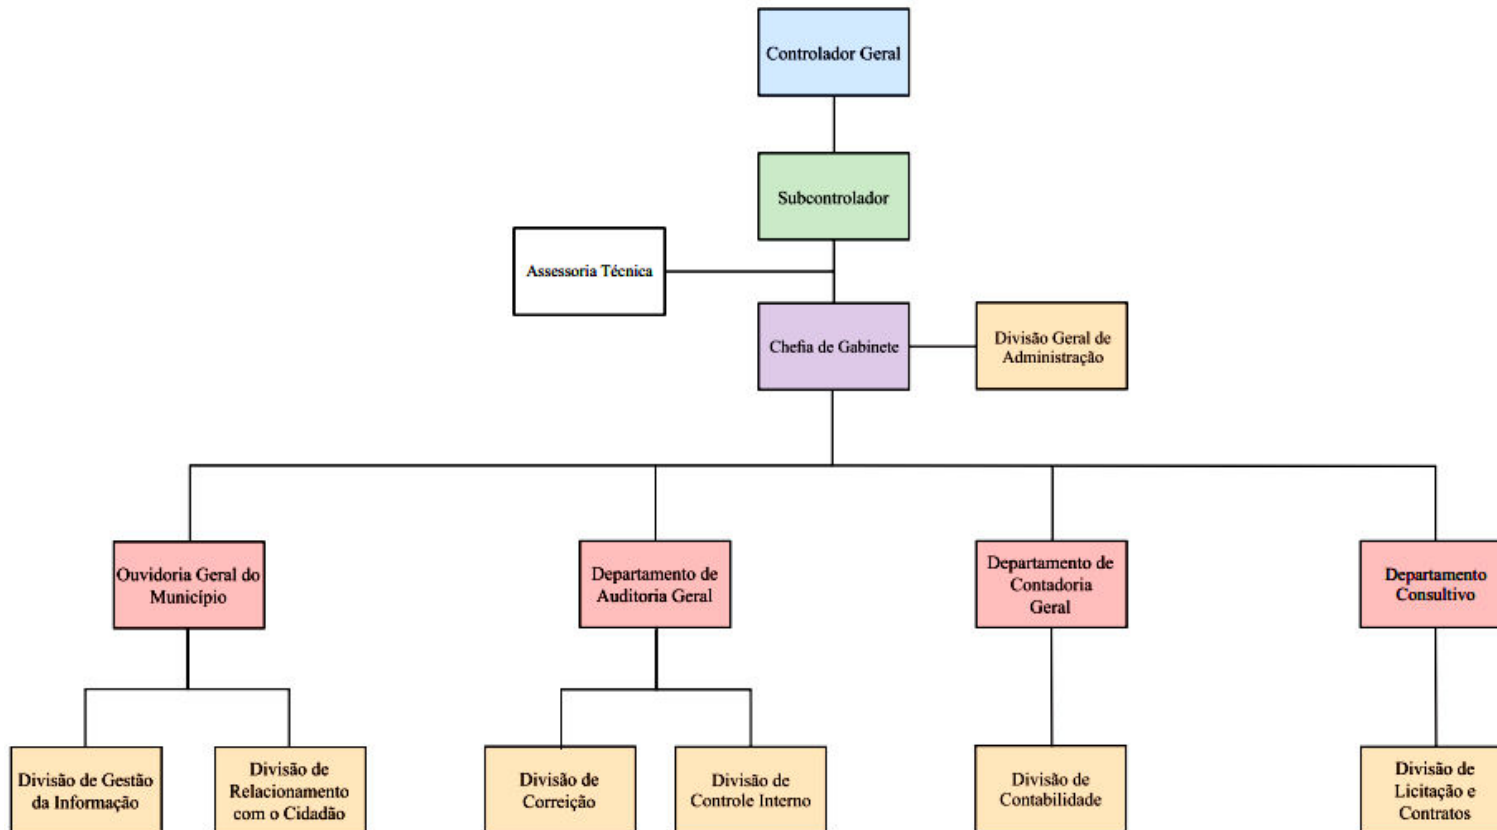 Controlador Geral
Subcontrolador
Assessoria Técnica
Chefia de Gabinete
Divisão Geral de
Administração
Ouvidoria Geral do
Município
Departamento de
Auditoria Geral
Departamento de
Contadoria
Geral
Departamento
Consultivo
Divisão de Gestão
da Informação
Divisão de
Relacionamento
com o Cidadão
Divisão de
Correição
Divisão de
Controle Interno
Divisão de
Contabilidade
Divisão de
Licitação e
Contratos